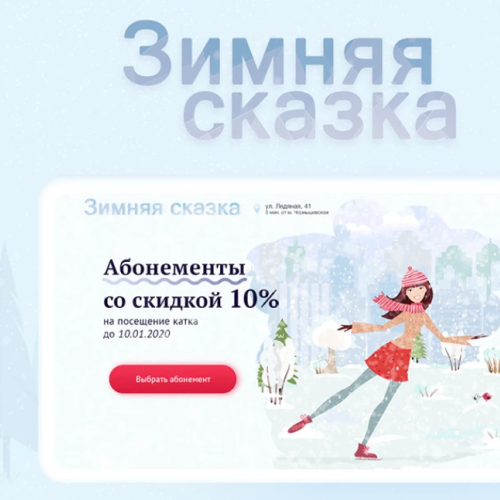 Зимняя
сказка
Зимняя сказка
ул. Ледяная, 41
5 мин. от м. Чернышевская
Абонементы
со скидкой 10%
на посещение катка
до 10.01.2020
Выбрать абонемент